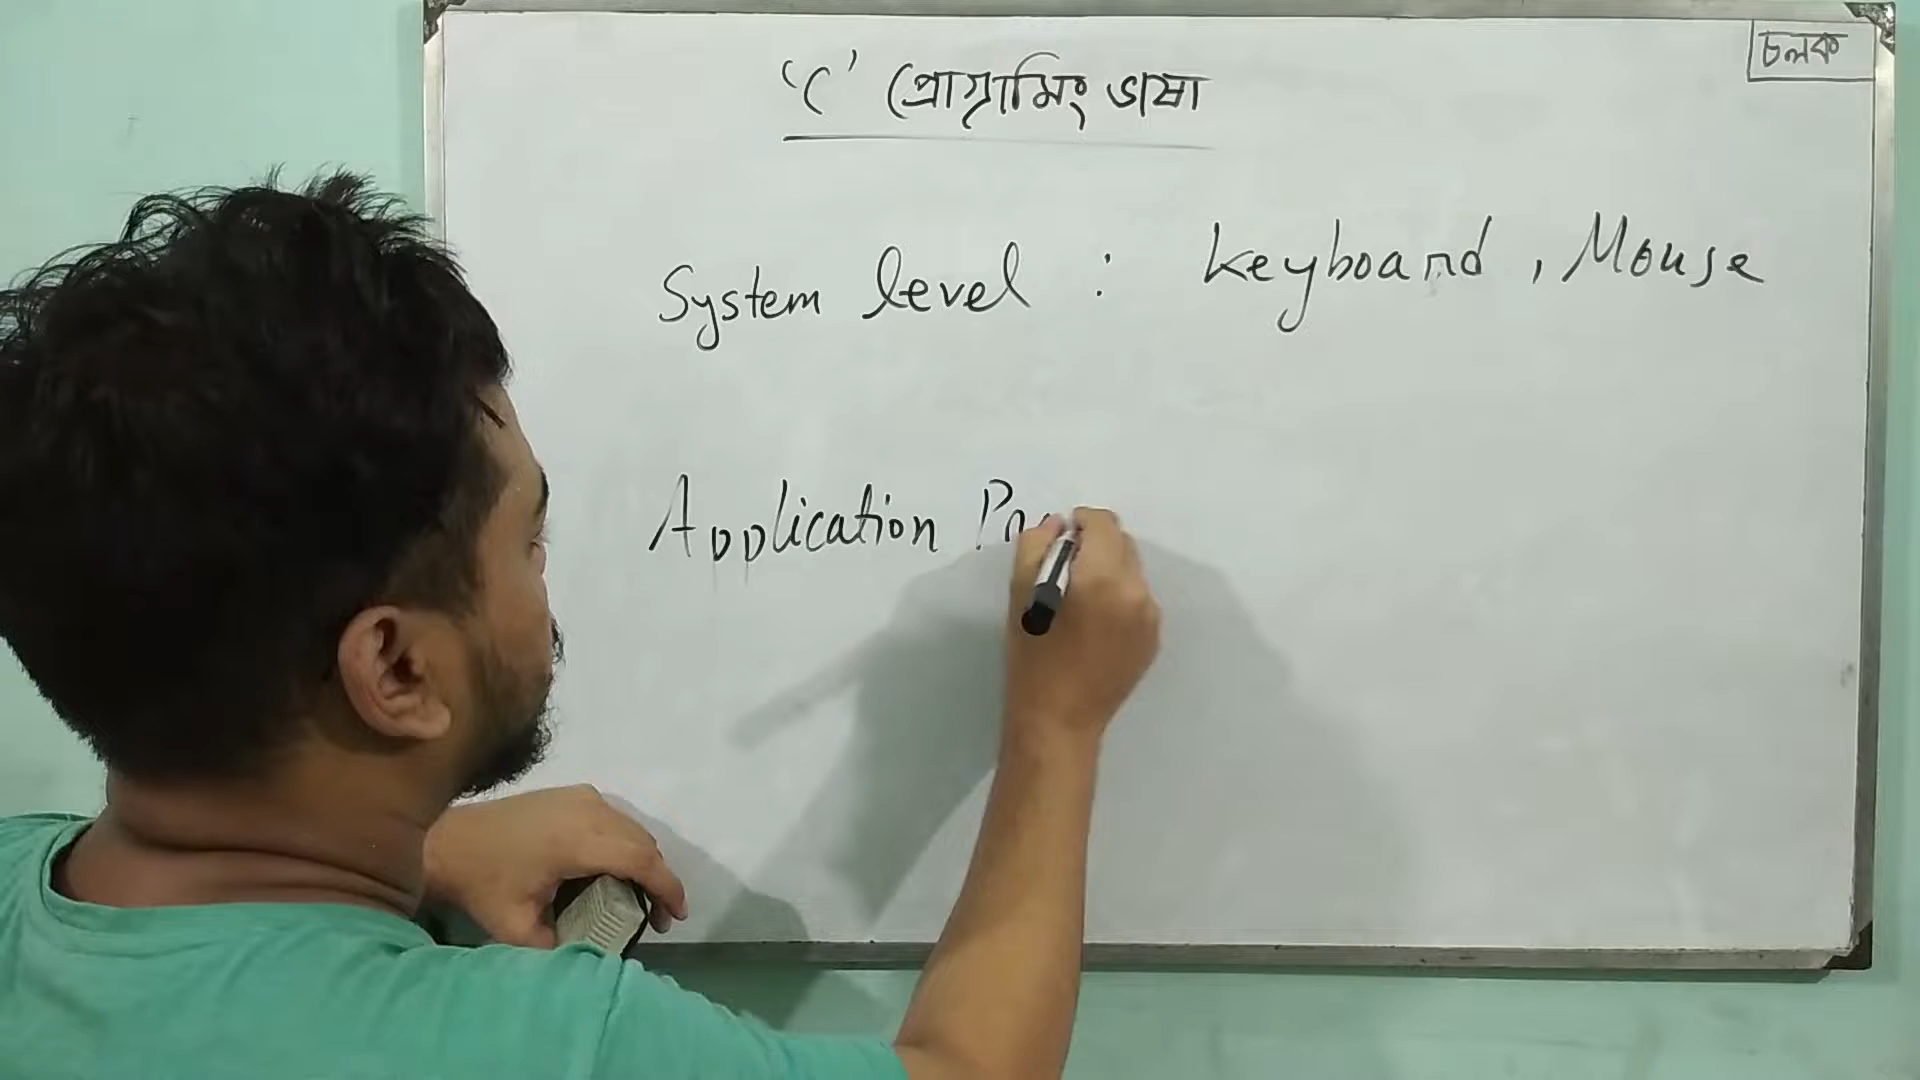 'C' প্রোগ্রামিং ভাষা
চলক
System level : Keyboard, Mouse
Application